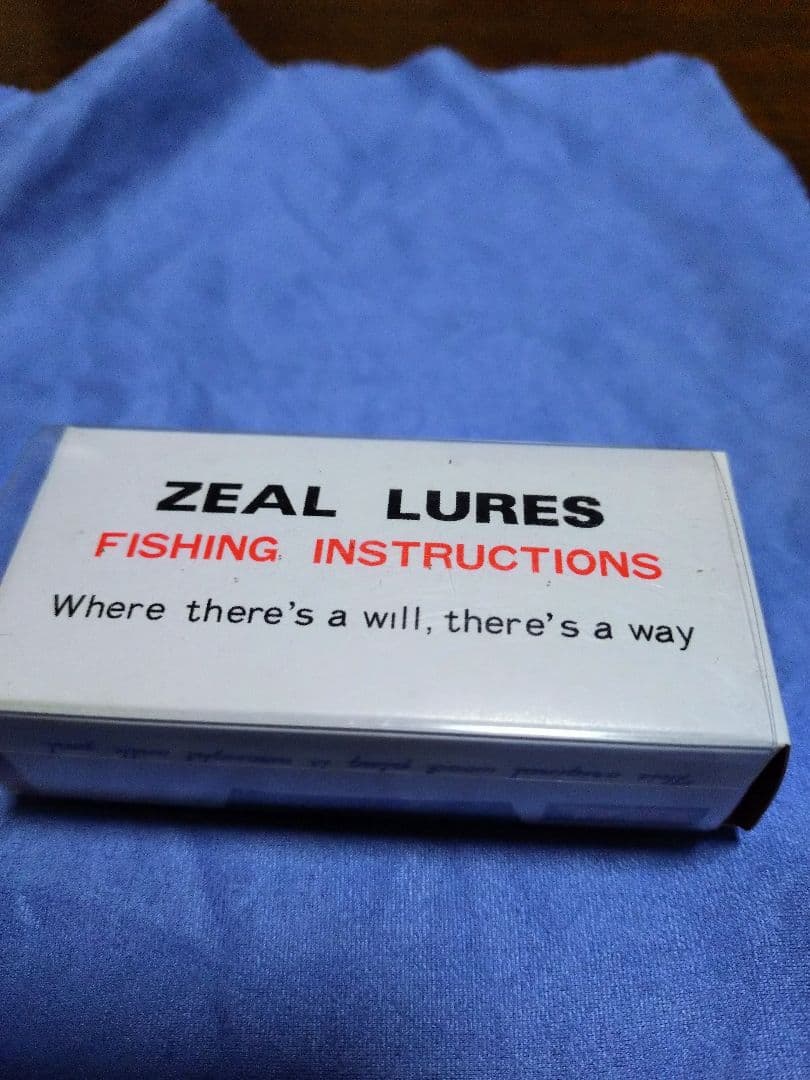 ZEAL LURES
FISHING INSTRUCTIONS
Where there's a will, there's a way